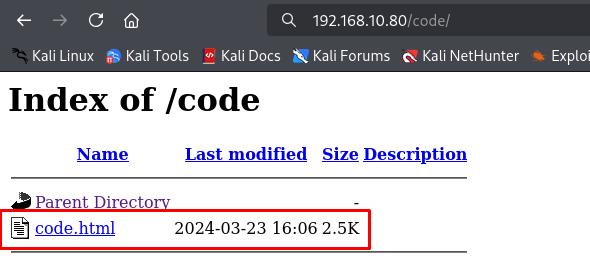 192.168.10.80/code/
Kali Linux Kali Tools Kali Docs Kali Forums Kali NetHunter Exploi
Index of /code
Name Last modified Size Description
Parent Directory -
code.html 2024-03-23 16:06 2.5K